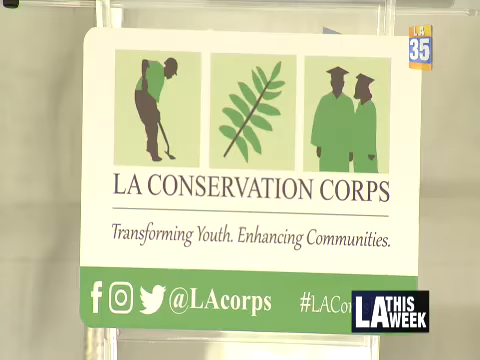 LA
35
LA CONSERVATION CORPS
Transforming Youth. Enhancing Communities.
@LAcorps
LA THIS WEEK